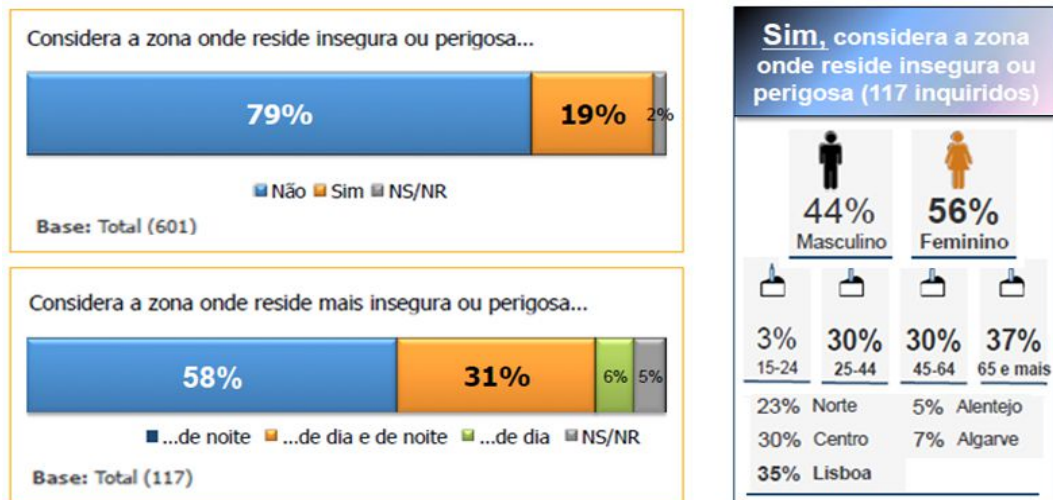 Considera a zona onde reside insegura ou perigosa...
79% 19% 2%
Não Sim NS/NR
Base: Total (601)
Considera a zona onde reside mais insegura ou perigosa...
58% 31% 6% 5%
...de noite ...de dia e de noite ...de dia NS/NR
Base: Total (117)
Sim, considera a zona
onde reside insegura ou
perigosa (117 inquiridos)
44% 56%
Masculino Feminino
3% 30% 30% 37%
15-24 25-44 45-64 65 e mais
23% Norte 5% Alentejo
30% Centro 7% Algarve
35% Lisboa